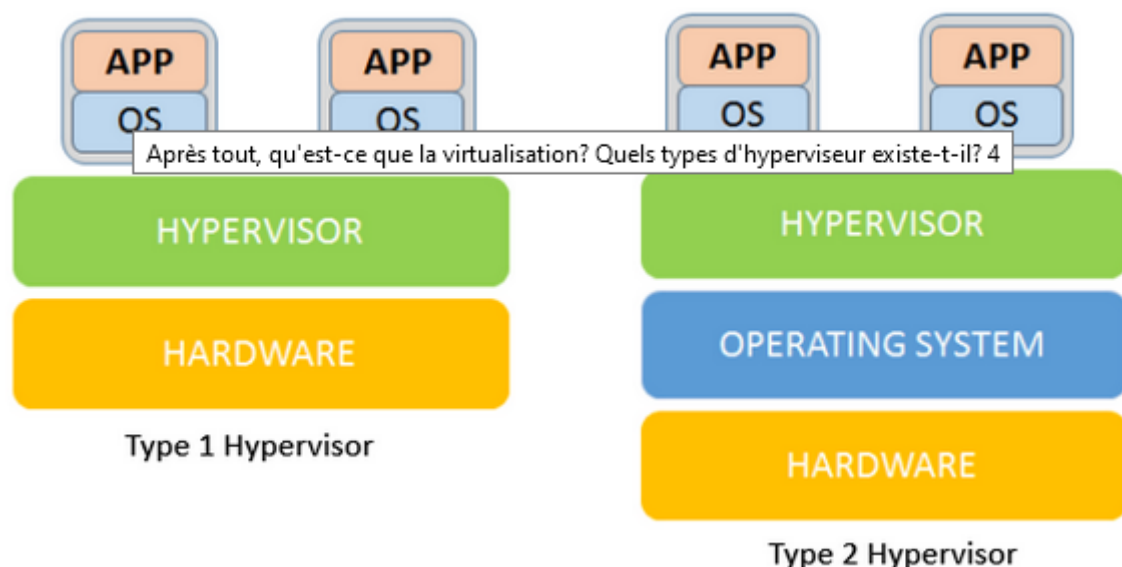 APP APP APP APP
OS OS OS OS
Après tout, qu'est-ce que la virtualisation? Quels types d'hyperviseur existe-t-il? 4
HYPERVISOR HYPERVISOR
HARDWARE OPERATING SYSTEM
Type 1 Hypervisor HARDWARE
Type 2 Hypervisor